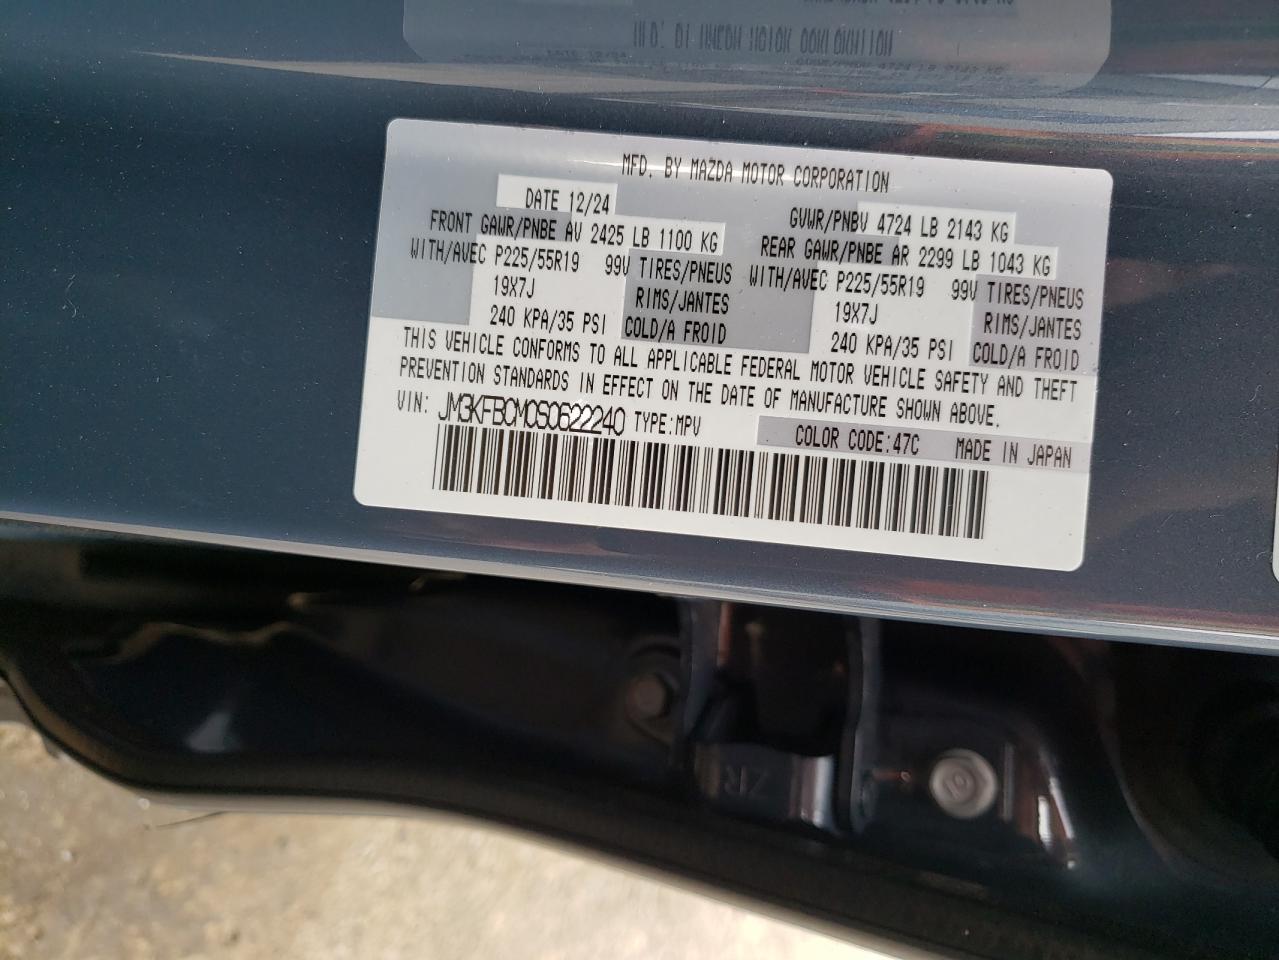 MFD. BY MAZDA MOTOR CORPORATION
DATE 12/24 GVWR/PNBV 4724 LB 2143 KG
FRONT GAWR/PNBE AV 2425 LB 1100 KG REAR GAWR/PNBE AR 2299 LB 1043 KG
WITH/AVEC P225/55R19 99V TIRES/PNEUS WITH/AVEC P225/55R19 99V TIRES/PNEUS
19X7J RIMS/JANTES 19X7J RIMS/JANTES
240 KPA/35 PSI COLD/A FROID 240 KPA/35 PSI COLD/A FROID
THIS VEHICLE CONFORMS TO ALL APPLICABLE FEDERAL MOTOR VEHICLE SAFETY AND THEFT
PREVENTION STANDARDS IN EFFECT ON THE DATE OF MANUFACTURE SHOWN ABOVE.
VIN: JM3KFBCM0S0622240 TYPE:MPV COLOR CODE:47C MADE IN JAPAN